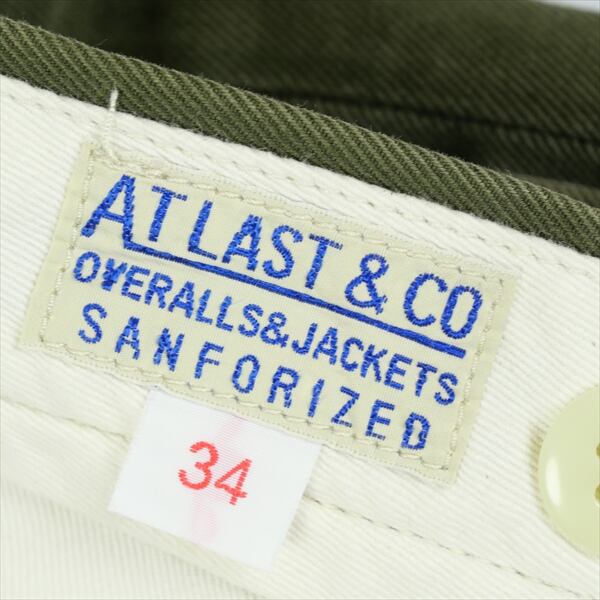 AT LAST & CO
OVERALLS & JACKETS
SANFORIZED
34